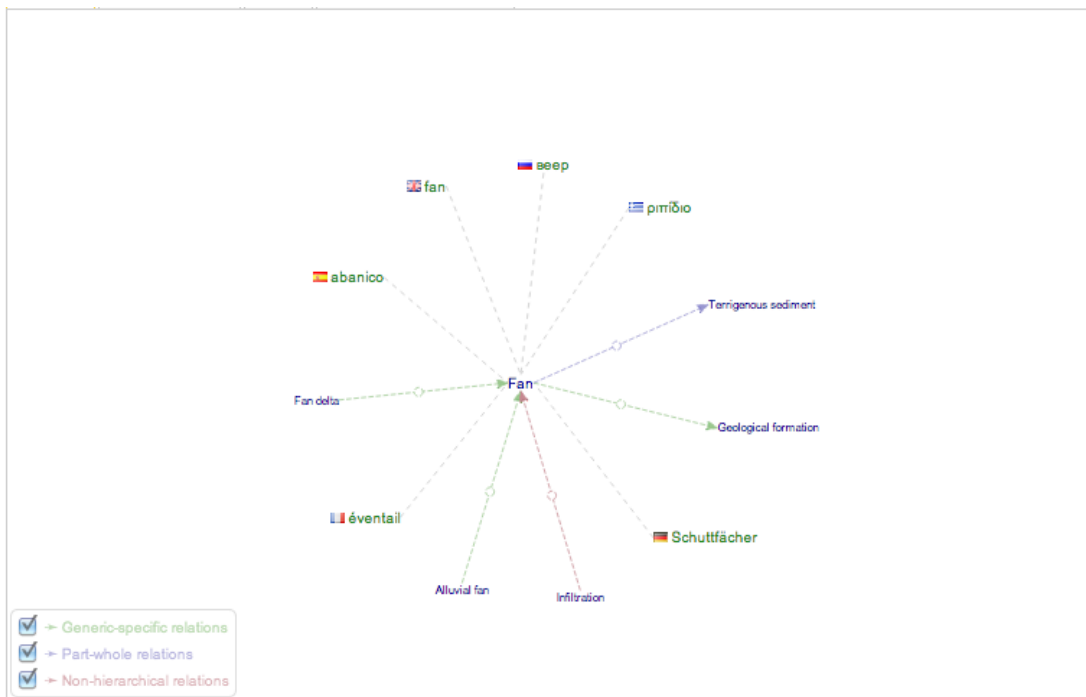 веер
fan
ριπίδιο
abanico
Terrigenous sediment
Fan
Fan delta
Geological formation
éventail
Schuttfächer
Alluvial fan
Infiltration
Generic-specific relations
Part-whole relations
Non-hierarchical relations